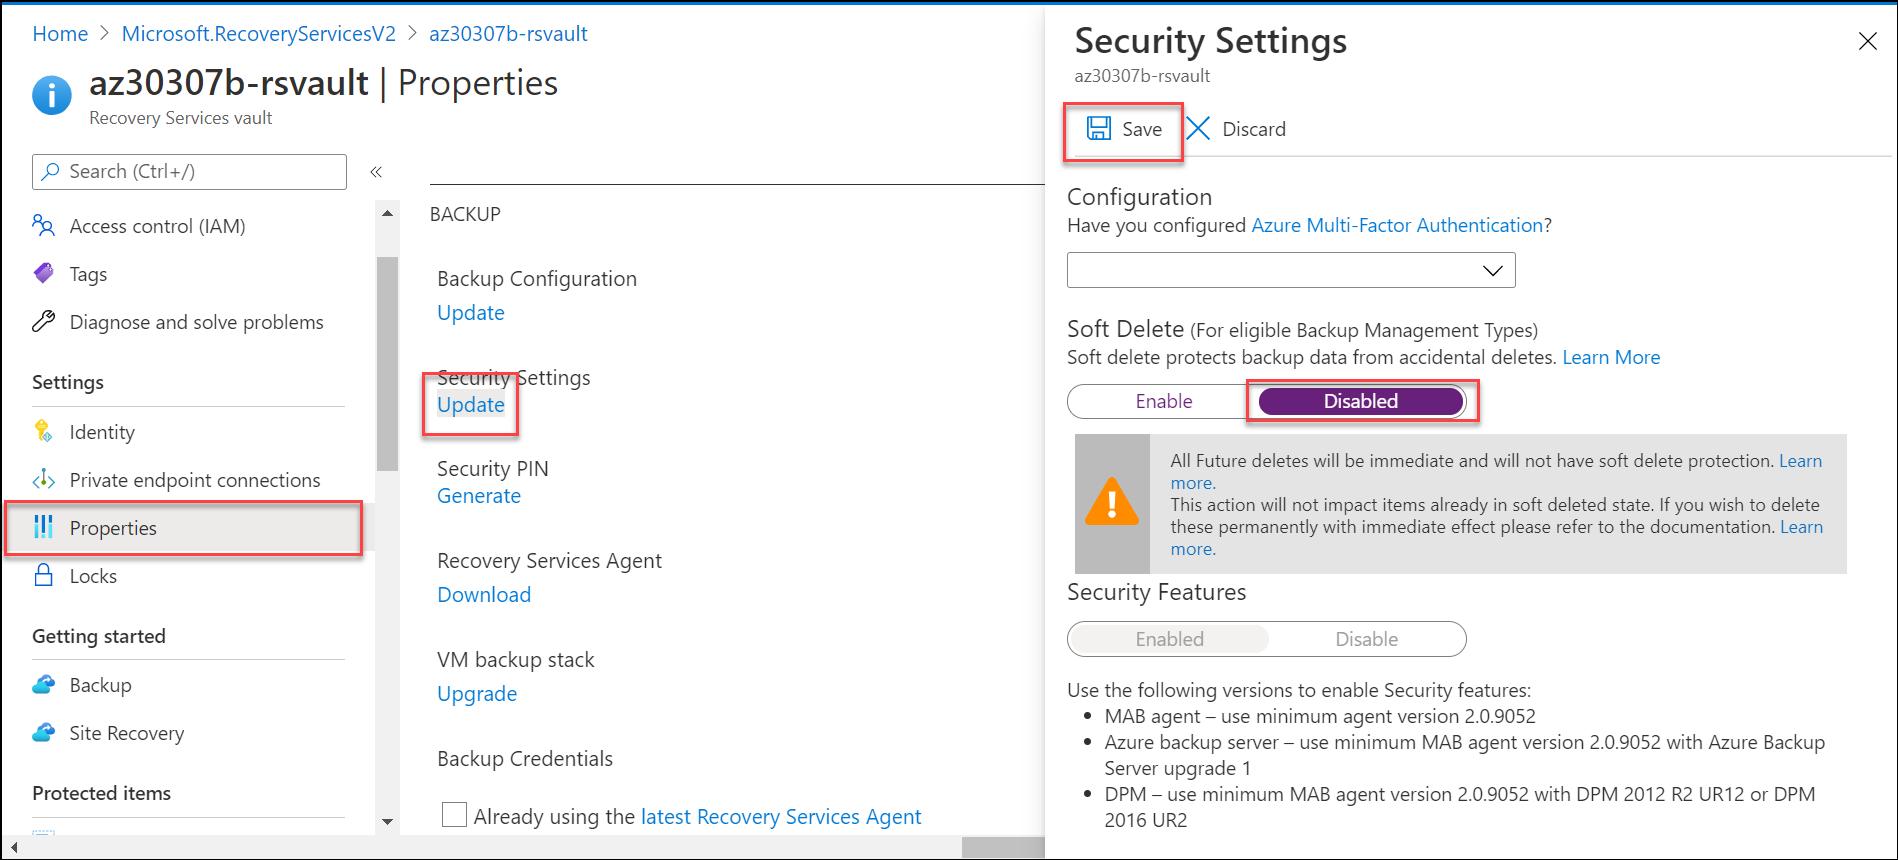 Home > Microsoft.RecoveryServicesV2 > az30307b-rsvault
az30307b-rsvault | Properties
Recovery Services vault
Search (Ctrl+/)
«
Access control (IAM)
Tags
Diagnose and solve problems
Settings
Identity
Private endpoint connections
Properties
Locks
Getting started
Backup
Site Recovery
Protected items
BACKUP
Backup Configuration
Update
Security Settings
Update
Security PIN
Generate
Recovery Services Agent
Download
VM backup stack
Upgrade
Backup Credentials
Already using the latest Recovery Services Agent
Security Settings
az30307b-rsvault
Save
Discard
Configuration
Have you configured Azure Multi-Factor Authentication?
Soft Delete (For eligible Backup Management Types)
Soft delete protects backup data from accidental deletes. Learn More
Enable
Disabled
All Future deletes will be immediate and will not have soft delete protection. Learn
more.
This action will not impact items already in soft deleted state. If you wish to delete
these permanently with immediate effect please refer to the documentation. Learn
more.
Security Features
Enabled
Disable
Use the following versions to enable Security features:
• MAB agent – use minimum agent version 2.0.9052
• Azure backup server – use minimum MAB agent version 2.0.9052 with Azure Backup
Server upgrade 1
• DPM – use minimum MAB agent version 2.0.9052 with DPM 2012 R2 UR12 or DPM
2016 UR2